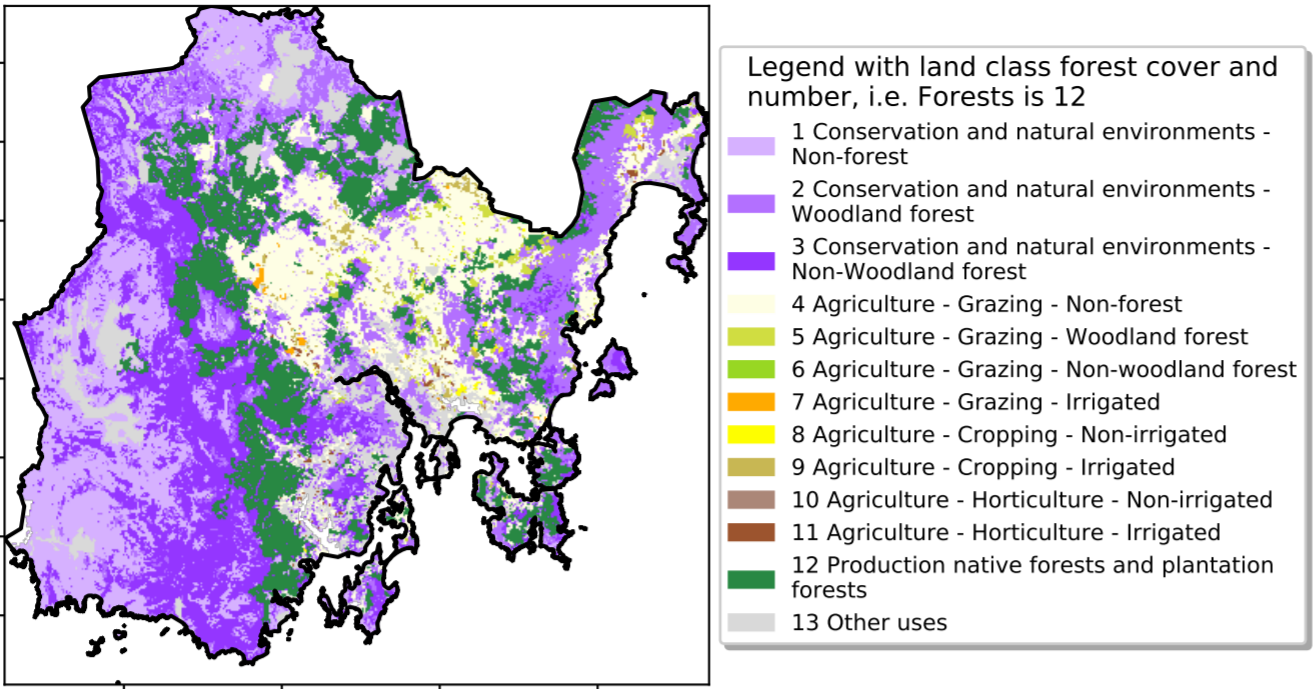 Legend with land class forest cover and
number, i.e. Forests is 12
1 Conservation and natural environments -
Non-forest
2 Conservation and natural environments -
Woodland forest
3 Conservation and natural environments -
Non-Woodland forest
4 Agriculture - Grazing - Non-forest
5 Agriculture - Grazing - Woodland forest
6 Agriculture - Grazing - Non-woodland forest
7 Agriculture - Grazing - Irrigated
8 Agriculture - Cropping - Non-irrigated
9 Agriculture - Cropping - Irrigated
10 Agriculture - Horticulture - Non-irrigated
11 Agriculture - Horticulture - Irrigated
12 Production native forests and plantation
forests
13 Other uses